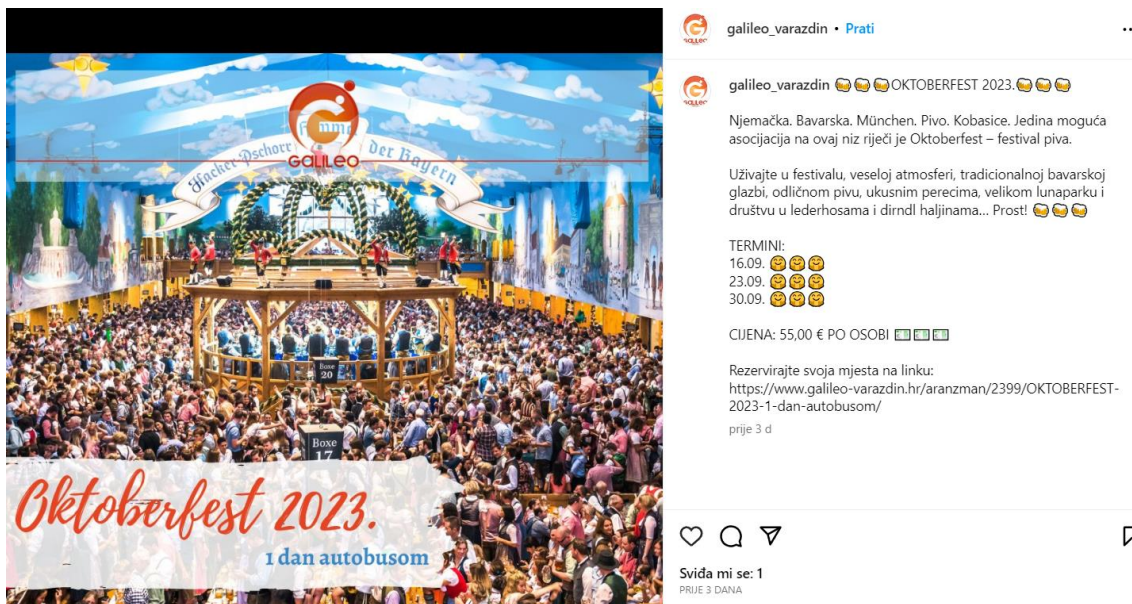 GALILEO
Hacker Pschorr
der Bayern
Boxe
20
Boxe
17
Oktoberfest 2023.
1 dan autobusom
GALILEO
galileo_varazdin • Prati
GALILEO
galileo_varazdin 🍻🍻🍻OKTOBERFEST 2023.🍻🍻🍻
Njemačka. Bavarska. München. Pivo. Kobasice. Jedina moguća
asocijacija na ovaj niz riječi je Oktoberfest – festival piva.
Uživajte u festivalu, veseloj atmosferi, tradicionalnoj bavarskoj
glazbi, odličnom pivu, ukusnim perecima, velikom lunaparku i
društvu u lederhosama i dirndl haljinama... Prost! 🍻🍻🍻
TERMINI:
16.09. 🤗🤗🤗
23.09. 🤗🤗🤗
30.09. 🤗🤗🤗
CIJENA: 55,00 € PO OSOBI 💶💶💶
Rezervirajte svoja mjesta na linku:
https://www.galileo-varazdin.hr/aranzman/2399/OKTOBERFEST-
2023-1-dan-autobusom/
prije 3 d
Sviđa mi se: 1
PRIJE 3 DANA